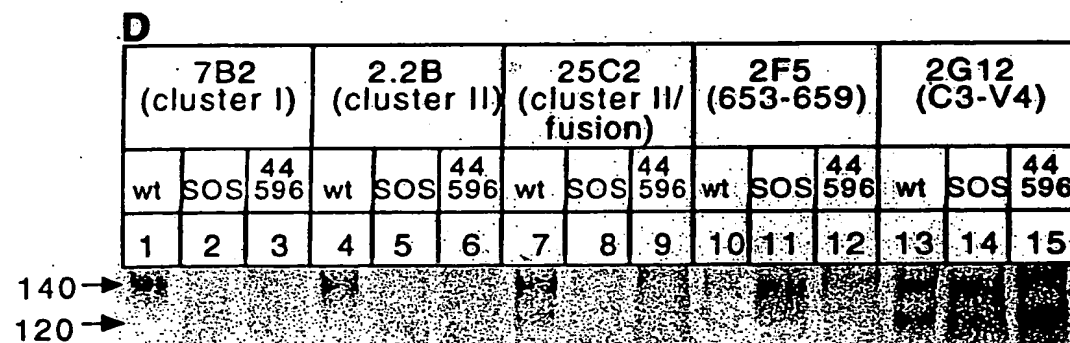 D
7B2 2.2B 25C2 2F5 2G12
(cluster I) (cluster II) (cluster II/ (653-659) (C3-V4)
fusion)
44 44 44 44 44
wt SOS 596 wt SOS 596 wt SOS 596 wt SOS 596 wt SOS 596
1 2 3 4 5 6 7 8 9 10 11 12 13 14 15
140
120